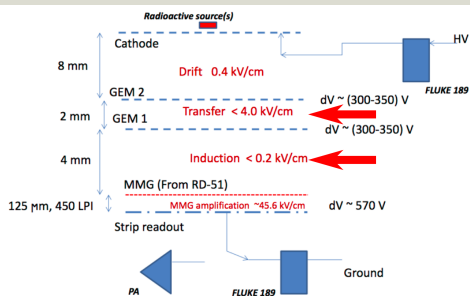 Radioactive source(s)
HV
Cathode
Drift 0.4 kV/cm
8 mm
FLUKE 189
GEM 2
dV ~ (300-350) V
Transfer < 4.0 kV/cm
2 mm
GEM 1
dV ~ (300-350) V
Induction < 0.2 kV/cm
4 mm
MMG (From RD-51)
125 μm, 450 LPI
MMG amplification ~45.6 kV/cm
dV ~ 570 V
Strip readout
Ground
PA
FLUKE 189